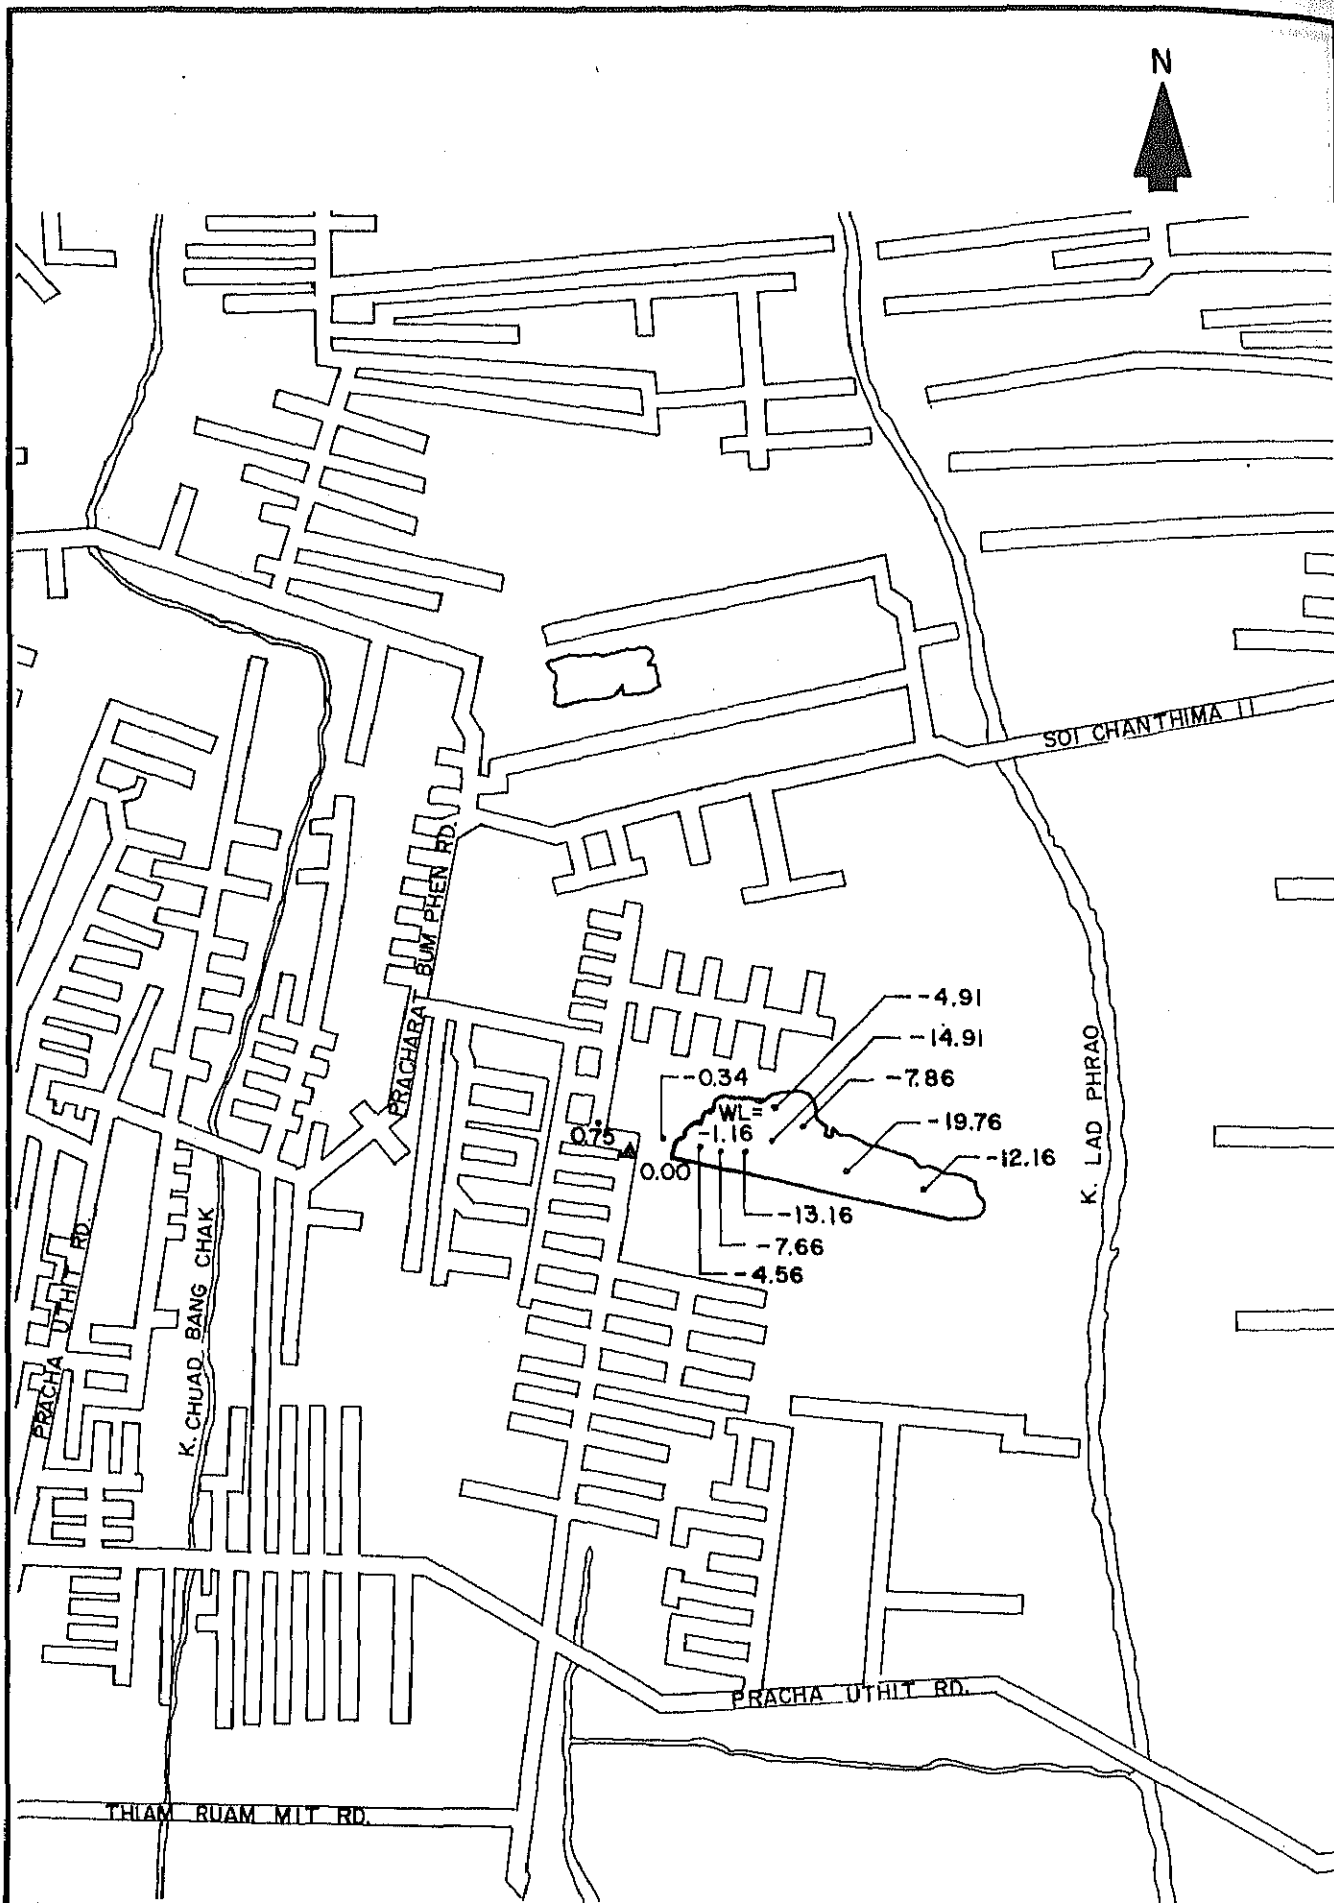 N
SOI CHANTHIMA 11
PRACHARAT BUM PHEN RD.
-4.91
-14.91
-0.34
-7.86
WL=
-1.16
-19.76
0.75
0.00
-12.16
-13.16
-7.66
-4.56
K. LAD PHRAO
PRACHA UTHIT RD.
K. CHUAD BANG CHAK
PRACHA UTHIT RD.
THIAM RUAM MIT RD.